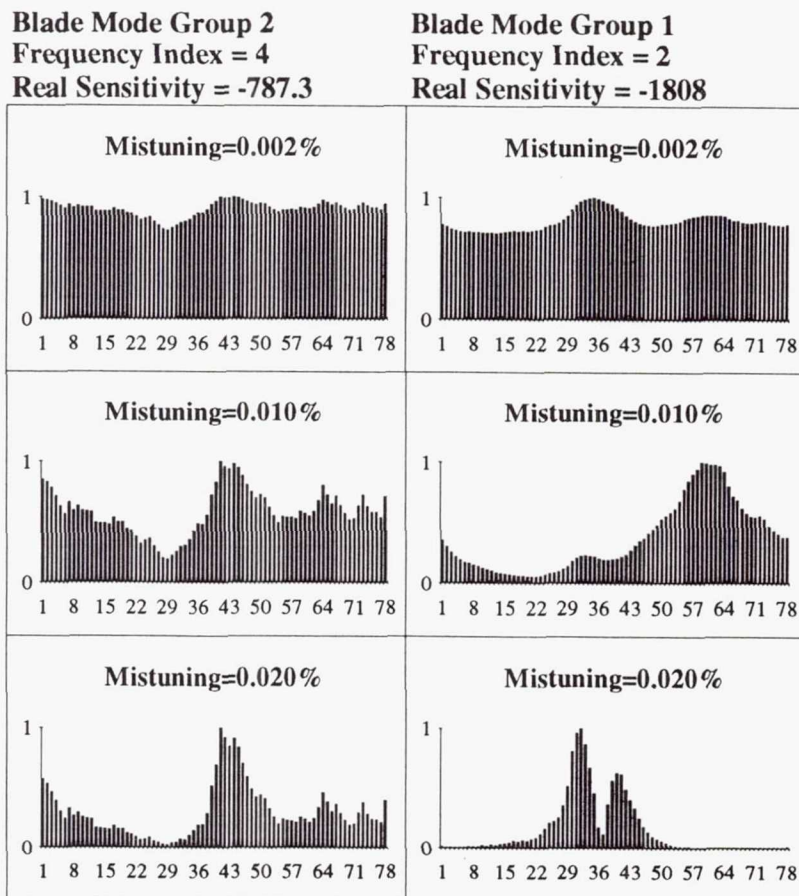 Blade Mode Group 2
Frequency Index = 4
Real Sensitivity = -787.3
Blade Mode Group 1
Frequency Index = 2
Real Sensitivity = -1808
Mistuning=0.002%
1
0
1 8 15 22 29 36 43 50 57 64 71 78
Mistuning=0.002%
1
0
1 8 15 22 29 36 43 50 57 64 71 78
Mistuning=0.010%
1
0
1 8 15 22 29 36 43 50 57 64 71 78
Mistuning=0.010%
1
0
1 8 15 22 29 36 43 50 57 64 71 78
Mistuning=0.020%
1
0
1 8 15 22 29 36 43 50 57 64 71 78
Mistuning=0.020%
1
0
1 8 15 22 29 36 43 50 57 64 71 78